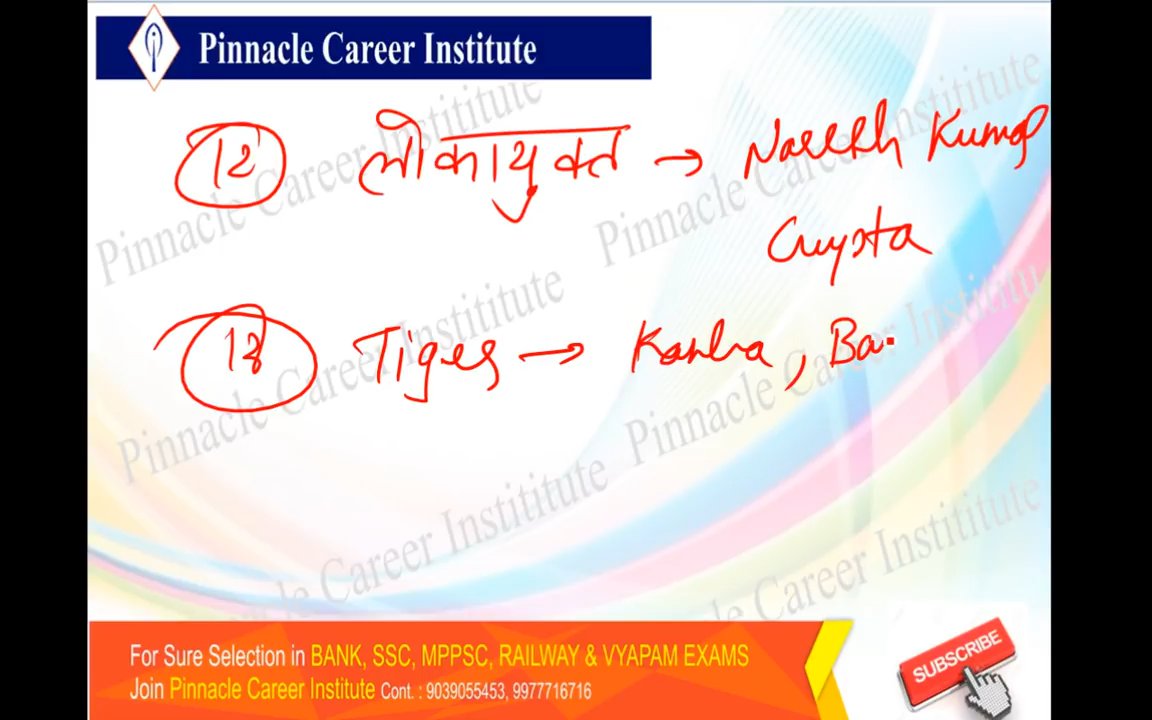 Pinnacle Career Institute
12 लोकायुक्त → Naresh Kumar
Gupta
13 Tiger → Kanha, Ba
For Sure Selection in BANK, SSC, MPPSC, RAILWAY & VYAPAM EXAMS
Join Pinnacle Career Institute Cont. : 9039055453, 9977716716
SUBSCRIBE